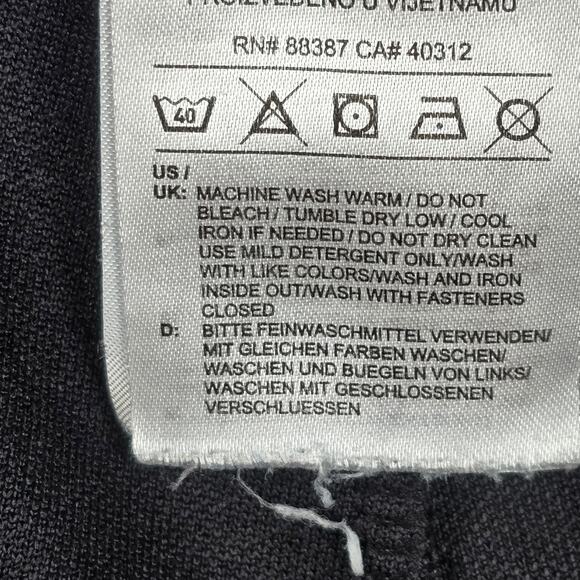 PROIZVEDENO U VIJETNAMU
RN# 88387 CA# 40312
40
US /
UK: MACHINE WASH WARM / DO NOT
BLEACH / TUMBLE DRY LOW / COOL
IRON IF NEEDED / DO NOT DRY CLEAN
USE MILD DETERGENT ONLY/WASH
WITH LIKE COLORS/WASH AND IRON
INSIDE OUT/WASH WITH FASTENERS
CLOSED
D: BITTE FEINWASCHMITTEL VERWENDEN/
MIT GLEICHEN FARBEN WASCHEN/
WASCHEN UND BUEGELN VON LINKS/
WASCHEN MIT GESCHLOSSENEN
VERSCHLUESSEN